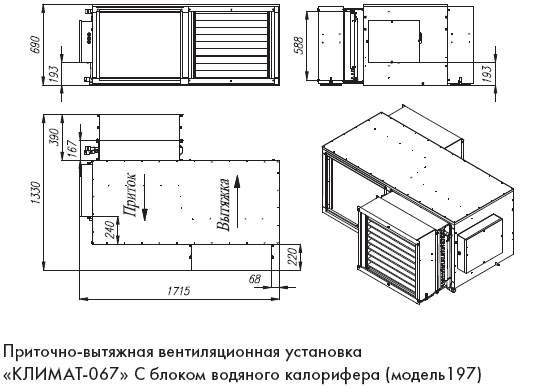 690
193
588
193
390
167
1330
Приток
Вытяжка
240
220
68
1715
Приточно-вытяжная вентиляционная установка
«КЛИМАТ-067» С блоком водяного калорифера (модель197)